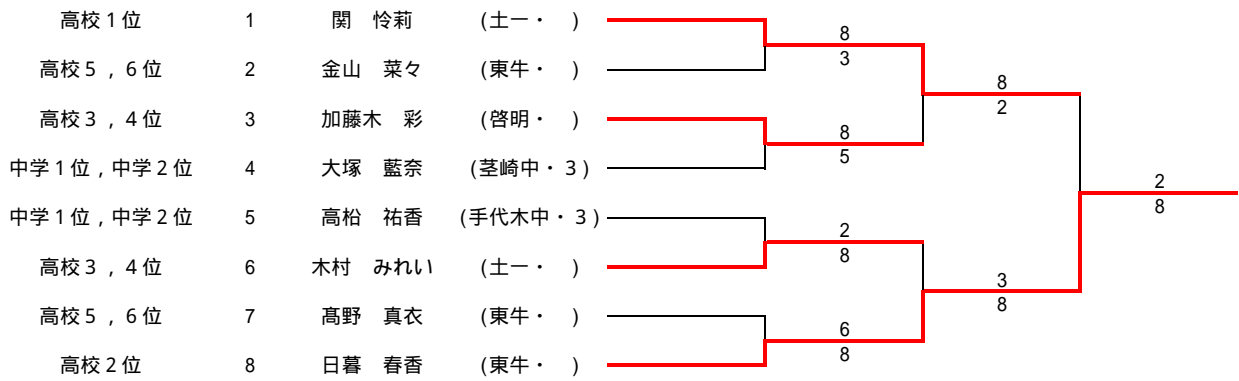 高校１位 1 関 怜莉 (土一・ )
8
3
高校５，６位 2 金山 菜々 (東牛・ )
8
2
高校３，４位 3 加藤木 彩 (啓明・ )
8
5
中学１位，中学２位 4 大塚 藍奈 (茎崎中・３)
2
8
中学１位，中学２位 5 高松 祐香 (手代木中・３)
2
8
高校３，４位 6 木村 みれい (土一・ )
3
8
高校５，６位 7 髙野 真衣 (東牛・ )
6
8
高校２位 8 日暮 春香 (東牛・ )